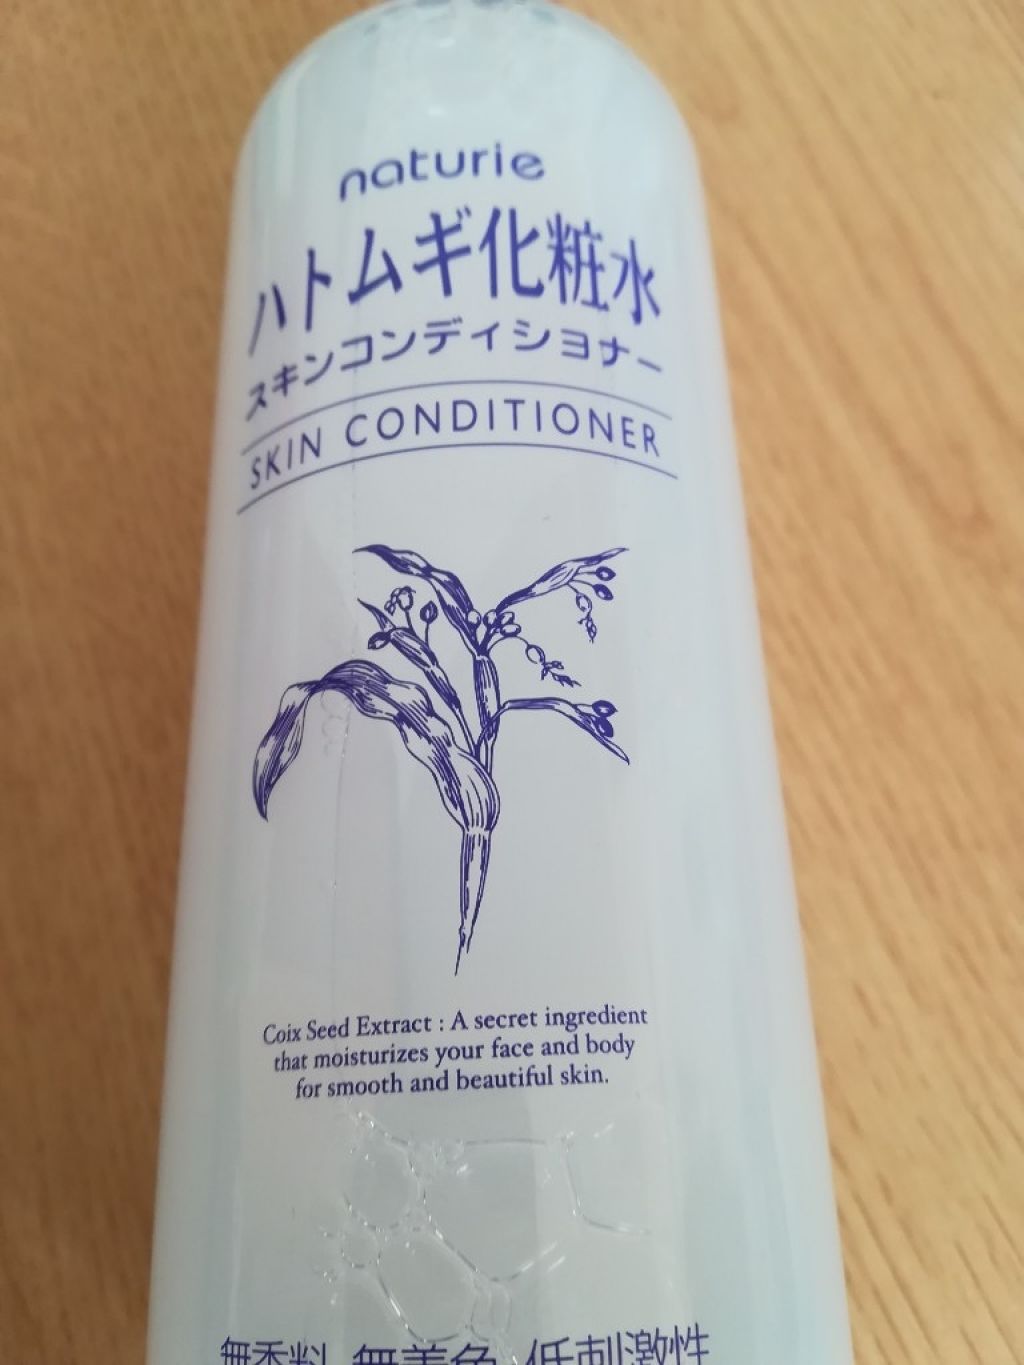 naturie
ハトムギ化粧水
スキンコンディショナー
SKIN CONDITIONER
Coix Seed Extract : A secret ingredient
that moisturizes your face and body
for smooth and beautiful skin.
無香料 無着色 低刺激性